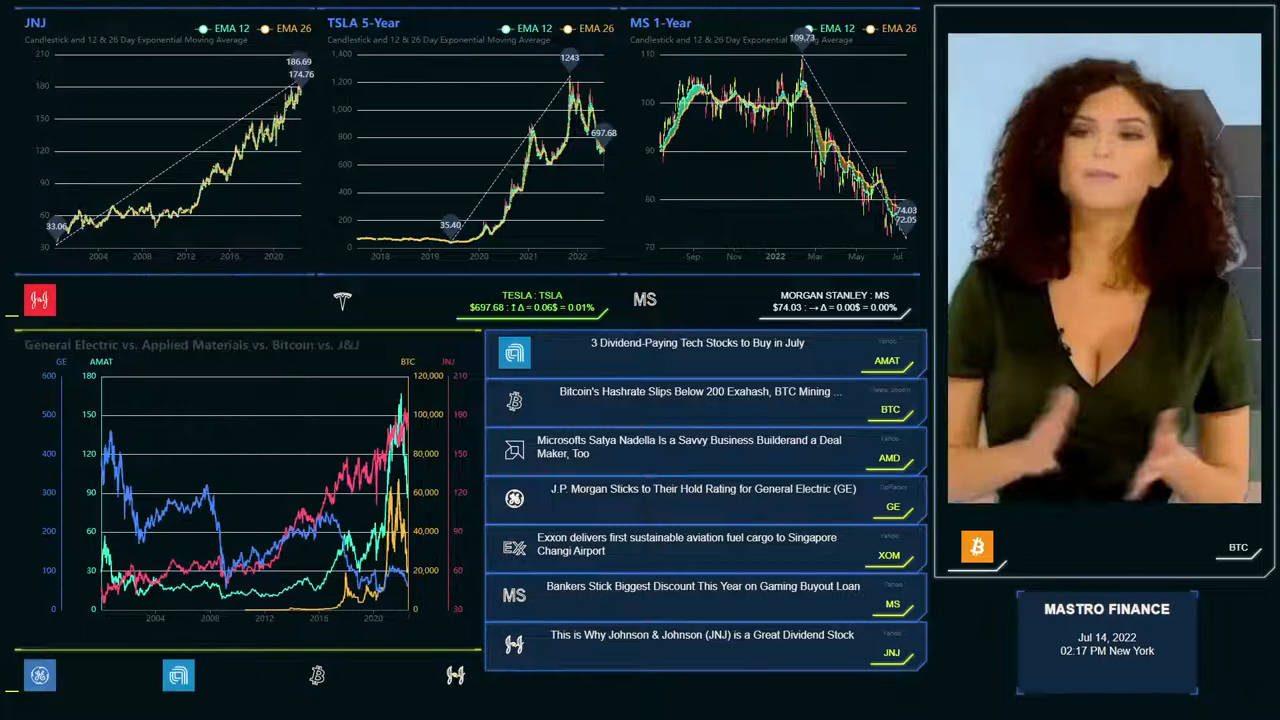 JNJ
EMA 12 EMA 26
Candlestick and 12 & 26 Day Exponential Moving Average
210
180
150
120
90
60
30
186.69
174.76
33.06
2004 2008 2012 2016 2020
TSLA 5-Year
EMA 12 EMA 26
Candlestick and 12 & 26 Day Exponential Moving Average
1,400
1,200
1,000
800
600
400
200
0
1243
697.68
35.40
2018 2019 2020 2021 2022
MS 1-Year
EMA 12 EMA 26
Candlestick and 12 & 26 Day Exponential Moving Average
110
100
90
80
70
109.73
74.03
72.05
Sep Nov 2022 Mar May Jul
TESLA : TSLA
$697.68 : ↑ Δ = 0.06$ = 0.01%
MS
MORGAN STANLEY : MS
$74.03 : → Δ = 0.00$ = 0.00%
General Electric vs. Applied Materials vs. Bitcoin vs. J&J
GE AMAT BTC JNJ
600 180 120,000 210
500 150 100,000 180
400 120 80,000 150
300 90 60,000 120
200 60 40,000 90
100 30 20,000 60
0 0 0 30
2004 2008 2012 2016 2020
3 Dividend-Paying Tech Stocks to Buy in July
Yahoo
AMAT
Bitcoin's Hashrate Slips Below 200 Exahash, BTC Mining ...
BTC
Microsofts Satya Nadella Is a Savvy Business Builderand a Deal
Maker, Too
Yahoo
AMD
J.P. Morgan Sticks to Their Hold Rating for General Electric (GE)
TipRanks
GE
Exxon delivers first sustainable aviation fuel cargo to Singapore
Changi Airport
Yahoo
XOM
MS
Bankers Stick Biggest Discount This Year on Gaming Buyout Loan
Yahoo
MS
This is Why Johnson & Johnson (JNJ) is a Great Dividend Stock
Yahoo
JNJ
BTC
MASTRO FINANCE
Jul 14, 2022
02:17 PM New York